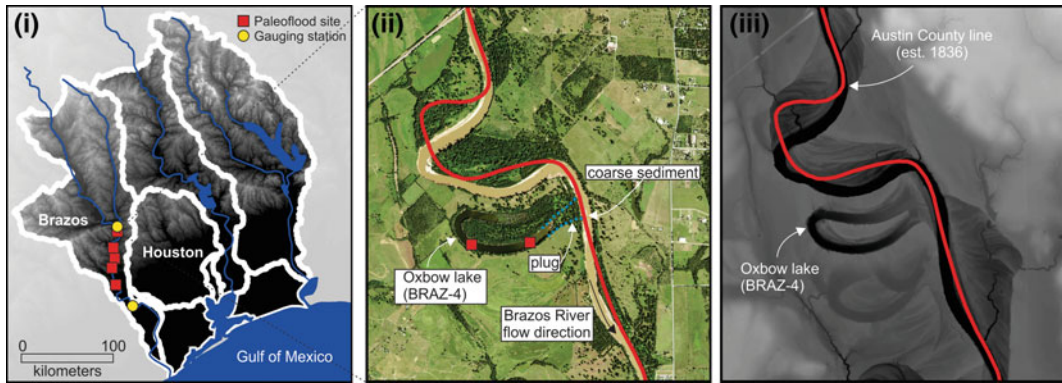 (i)
Paleoflood site
Gauging station
Brazos
Houston
0
100
kilometers
Gulf of Mexico
(ii)
coarse sediment
plug
Oxbow lake
(BRAZ-4)
Brazos River
flow direction
(iii)
Austin County line
(est. 1836)
Oxbow lake
(BRAZ-4)